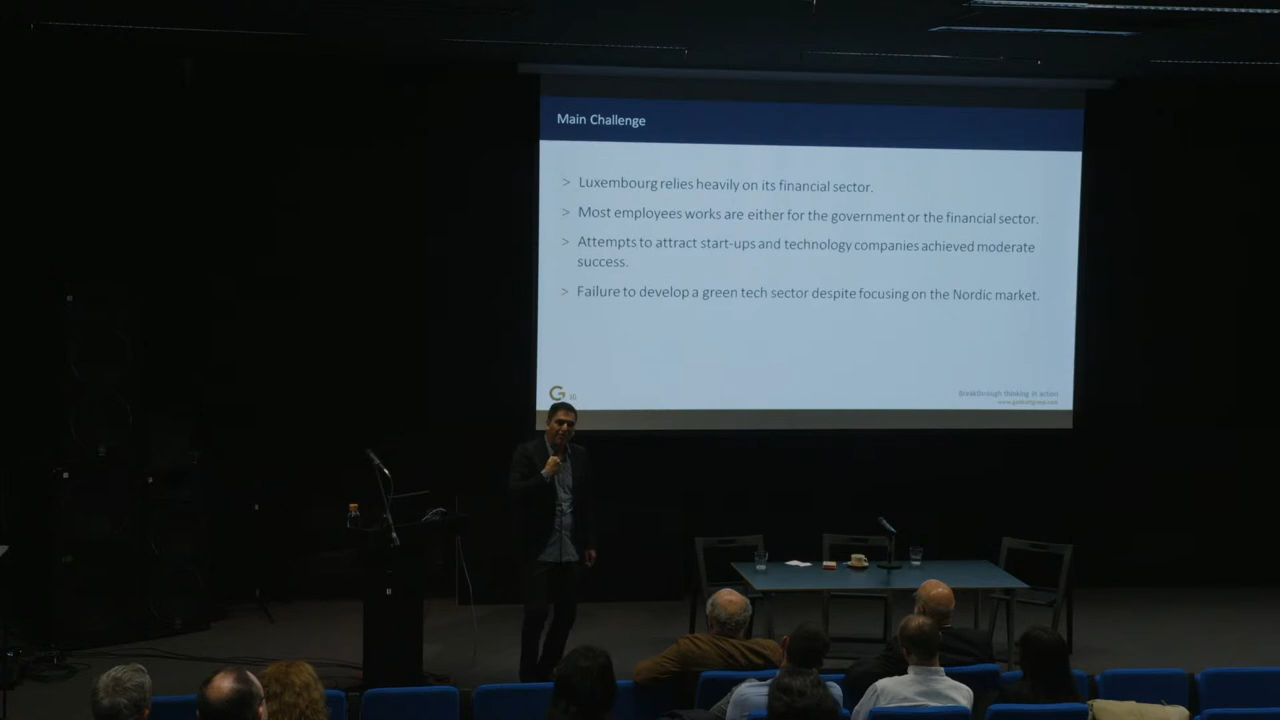 Main Challenge
> Luxembourg relies heavily on its financial sector.
> Most employees works are either for the government or the financial sector.
> Attempts to attract start-ups and technology companies achieved moderate
success.
> Failure to develop a green tech sector despite focusing on the Nordic market.
G
Breakthrough thinking in action